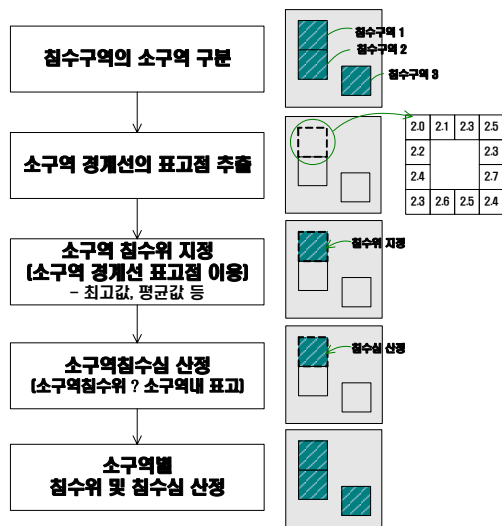 침수구역의 소구역 구분
침수구역 1
침수구역 2
침수구역 3
소구역 경계선의 표고점 추출
2.0 2.1 2.3 2.5
2.2 2.3
2.4 2.7
2.3 2.6 2.5 2.4
소구역 침수위 지정
(소구역 경계선 표고점 이용)
- 최고값, 평균값 등
침수위 지정
소구역침수심 산정
(소구역침수위 ? 소구역내 표고)
침수심 산정
소구역별
침수위 및 침수심 산정